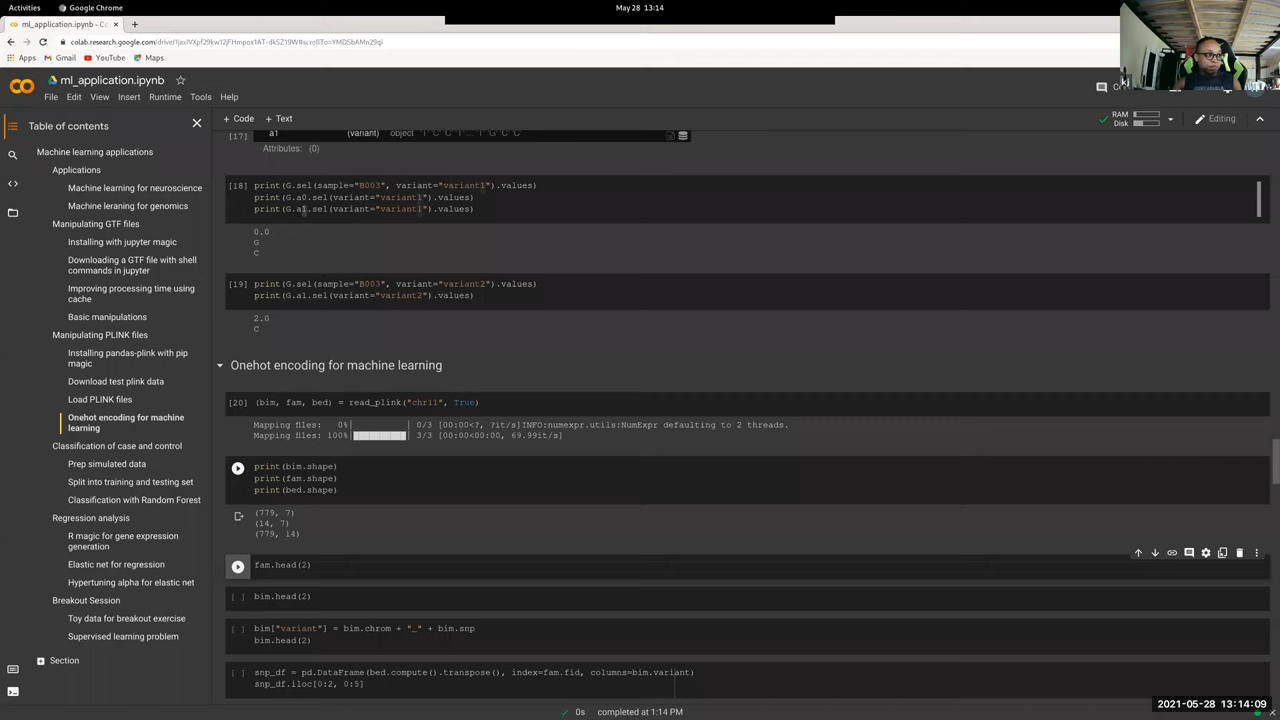 Activities
Google Chrome
May 28 13:14
ml_application.ipynb - Co
colab.research.google.com/drive/1jaxIVXpf29kw12jFHmpox1AT-dkSZ19W#scrollTo=YMDSbAMn29qi
Apps
Gmail
YouTube
Maps
ml_application.ipynb
File Edit View Insert Runtime Tools Help
Table of contents
+ Code + Text
RAM
Disk
Editing
Machine learning applications
Applications
Machine learning for neuroscience
Machine leraning for genomics
Manipulating GTF files
Installing with jupyter magic
Downloading a GTF file with shell
commands in jupyter
Improving processing time using
cache
Basic manipulations
Manipulating PLINK files
Installing pandas-plink with pip
magic
Download test plink data
Load PLINK files
Onehot encoding for machine
learning
Classification of case and control
Prep simulated data
Split into training and testing set
Classification with Random Forest
Regression analysis
R magic for gene expression
generation
Elastic net for regression
Hypertuning alpha for elastic net
Breakout Session
Toy data for breakout exercise
Supervised learning problem
Section
[17]
a1 (variant) object
Attributes: (0)
[18] print(G.sel(sample="B003", variant="variant1").values)
print(G.a0.sel(variant="variant1").values)
print(G.a1.sel(variant="variant1").values)
0.0
G
C
[19] print(G.sel(sample="B003", variant="variant2").values)
print(G.a1.sel(variant="variant2").values)
2.0
C
Onehot encoding for machine learning
[20] (bim, fam, bed) = read_plink("chr11", True)
Mapping files: 0%| | 0/3 [00:00<?, ?it/s]INFO:numexpr.utils:NumExpr defaulting to 2 threads.
Mapping files: 100%|██████████| 3/3 [00:00<00:00, 69.99it/s]
print(bim.shape)
print(fam.shape)
print(bed.shape)
(779, 7)
(14, 7)
(779, 14)
fam.head(2)
[ ] bim.head(2)
[ ] bim["variant"] = bim.chrom + "_" + bim.snp
bim.head(2)
[ ] snp_df = pd.DataFrame(bed.compute().transpose(), index=fam.fid, columns=bim.variant)
snp_df.iloc[0:2, 0:5]
0s completed at 1:14 PM
2021-05-28 13:14:09